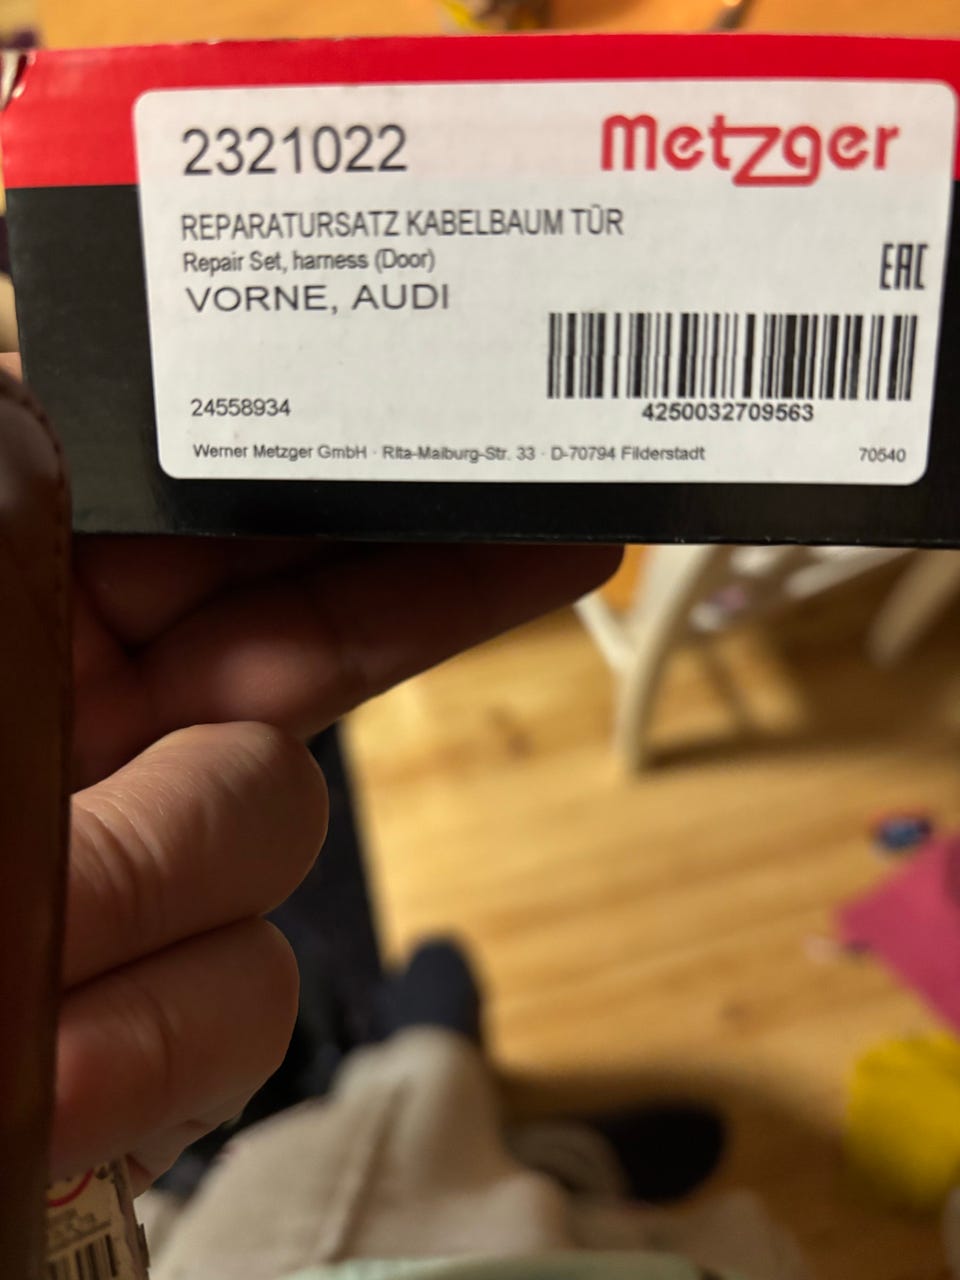 2321022
Metzger
REPARATURSATZ KABELBAUM TÜR
Repair Set, harness (Door)
VORNE, AUDI
EAC
24558934
4250032709563
Werner Metzger GmbH · Rita-Maiburg-Str. 33 · D-70794 Filderstadt
70540